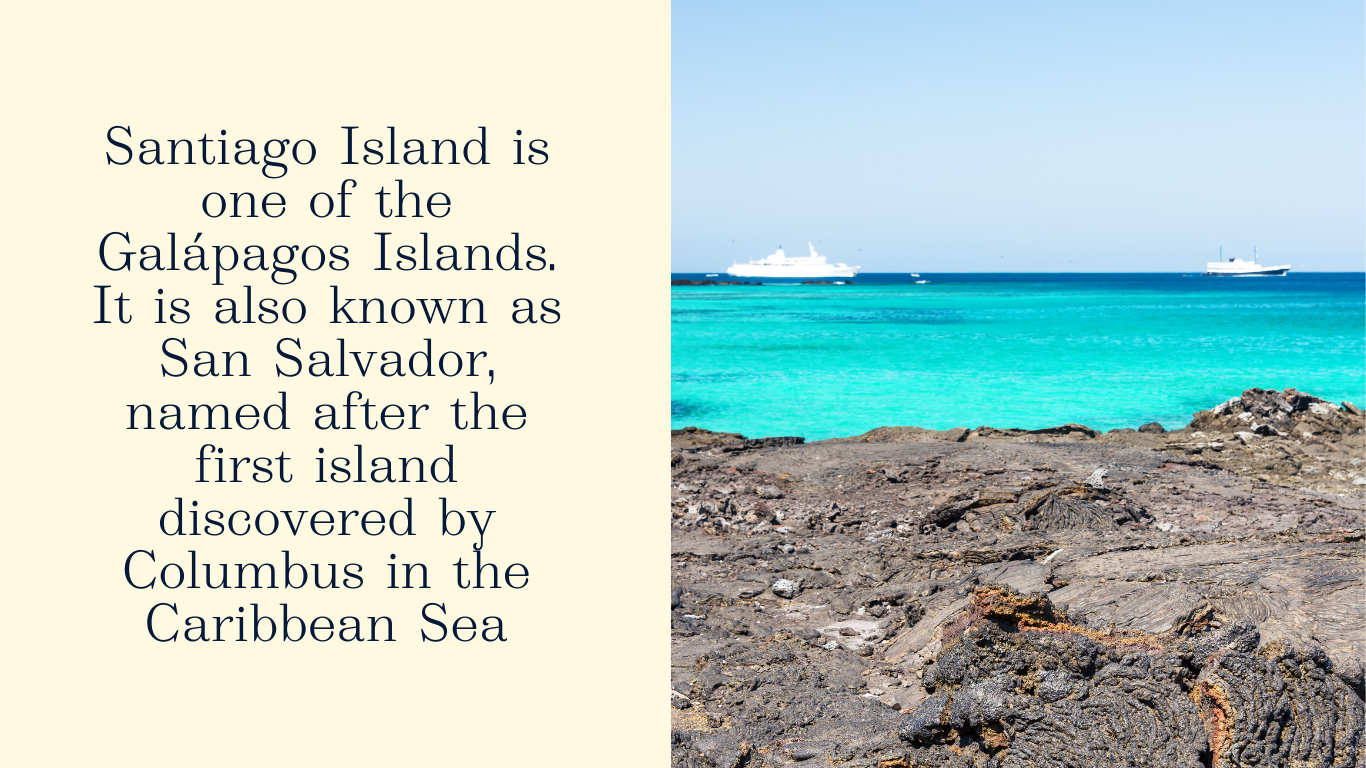 Santiago Island is
one of the
Galápagos Islands.
It is also known as
San Salvador,
named after the
first island
discovered by
Columbus in the
Caribbean Sea